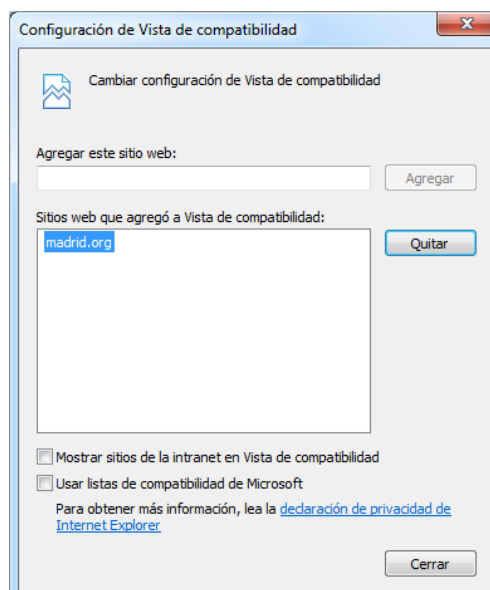 Configuración de Vista de compatibilidad
Cambiar configuración de Vista de compatibilidad
Agregar este sitio web:
Agregar
Sitios web que agregó a Vista de compatibilidad:
madrid.org
Quitar
Mostrar sitios de la intranet en Vista de compatibilidad
Usar listas de compatibilidad de Microsoft
Para obtener más información, lea la declaración de privacidad de
Internet Explorer
Cerrar